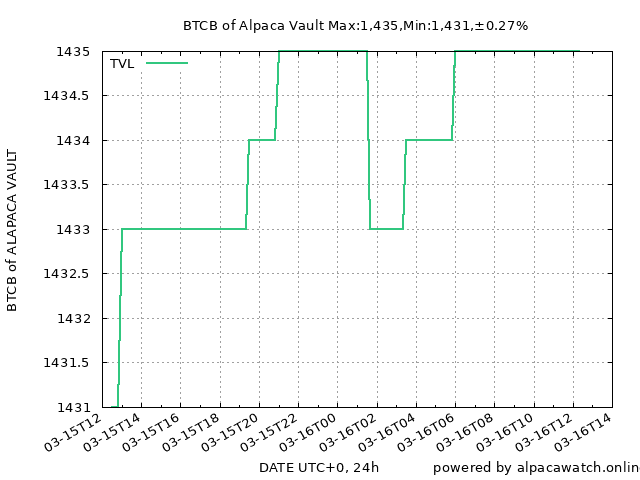 BTCB of Alpaca Vault Max:1,435,Min:1,431,±0.27%
TVL
1435
1434.5
1434
1433.5
1433
1432.5
1432
1431.5
1431
BTCB of ALAPACA VAULT
03-15T12
03-15T14
03-15T16
03-15T18
03-15T20
03-15T22
03-16T00
03-16T02
03-16T04
03-16T06
03-16T08
03-16T10
03-16T12
03-16T14
DATE UTC+0, 24h
powered by alpacawatch.online